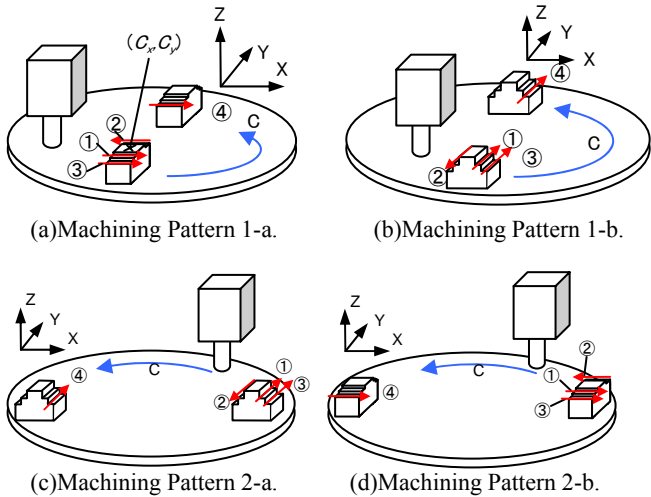 (Cx,Cy)
Z
Y
X
②
①
③
④
C
(a)Machining Pattern 1-a.
Z
Y
X
④
①
③
②
C
(b)Machining Pattern 1-b.
Z
Y
X
④
C
①
③
②
(c)Machining Pattern 2-a.
Z
Y
X
④
C
②
①
③
(d)Machining Pattern 2-b.